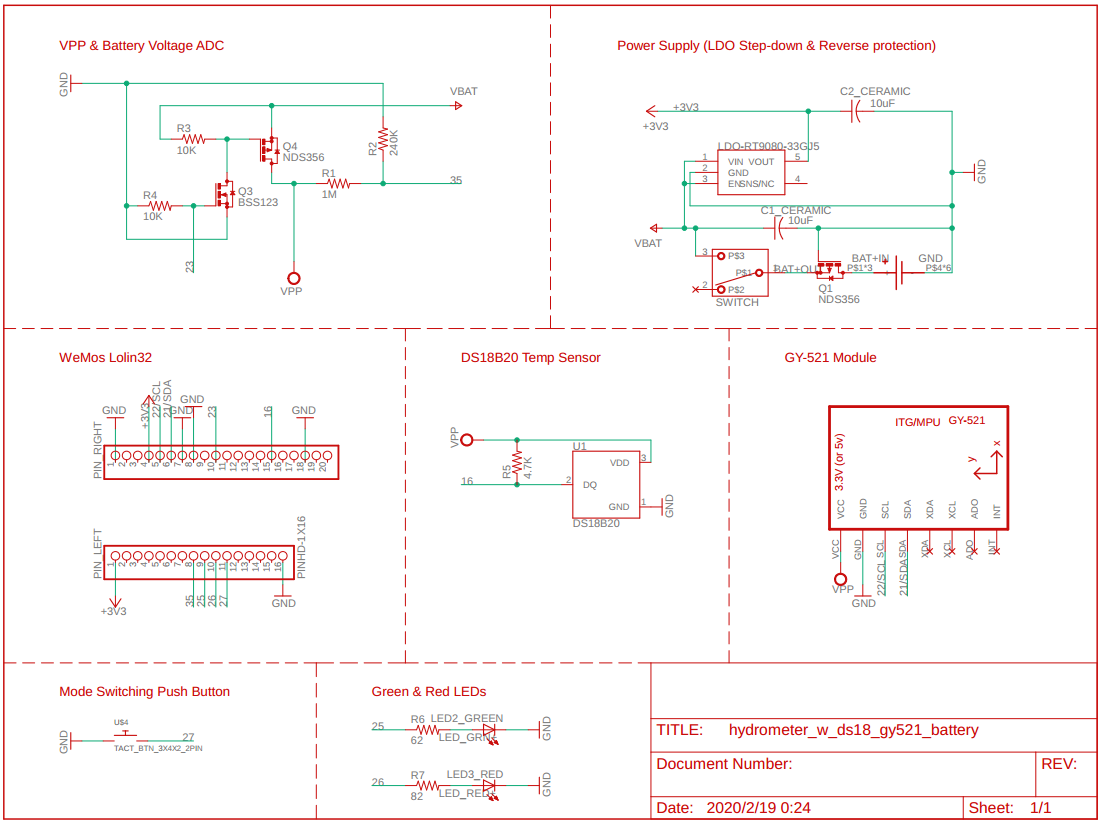 VPP & Battery Voltage ADC
GND
VBAT
R3
10K
Q4
NDS356
R2
240K
R1
1M
35
Q3
BSS123
R4
10K
23
VPP
Power Supply (LDO Step-down & Reverse protection)
+3V3
+3V3
C2_CERAMIC
10uF
LDO-RT9080-33GJ5
1 VIN VOUT 5
2 GND
3 EN SNS/NC 4
GND
C1_CERAMIC
10uF
VBAT
3 P$3
P$1 1
2 P$2
SWITCH
BAT+OU
Q1
NDS356
BAT+IN
P$1*3
+
GND
P$4*6
WeMos Lolin32
GND
+3V3
22/SCL
21/SDA
GND
GND
23
16
GND
PIN_RIGHT
1 2 3 4 5 6 7 8 9 10 11 12 13 14 15 16 17 18 19 20
PIN_LEFT
1 2 3 4 5 6 7 8 9 10 11 12 13 14 15 16
PINHD-1X16
+3V3
35
25
26
27
GND
DS18B20 Temp Sensor
VPP
R5
4.7K
16
U1
VDD 3
2 DQ
GND 1
GND
DS18B20
GY-521 Module
ITG/MPU GY-521
3.3V (or 5v)
x
y
VCC
GND
SCL
SDA
XDA
XCL
ADO
INT
VCC
GND
SCL
SDA
XDA
XCL
ADO
INT
VPP
GND
22/SCL
21/SDA
Mode Switching Push Button
GND
U$4
27
TACT_BTN_3X4X2_2PIN
Green & Red LEDs
25
R6
62
LED2_GREEN
GND
26
R7
82
LED3_RED
LED_RED
GND
TITLE: hydrometer_w_ds18_gy521_battery
Document Number:
REV:
Date: 2020/2/19 0:24
Sheet: 1/1